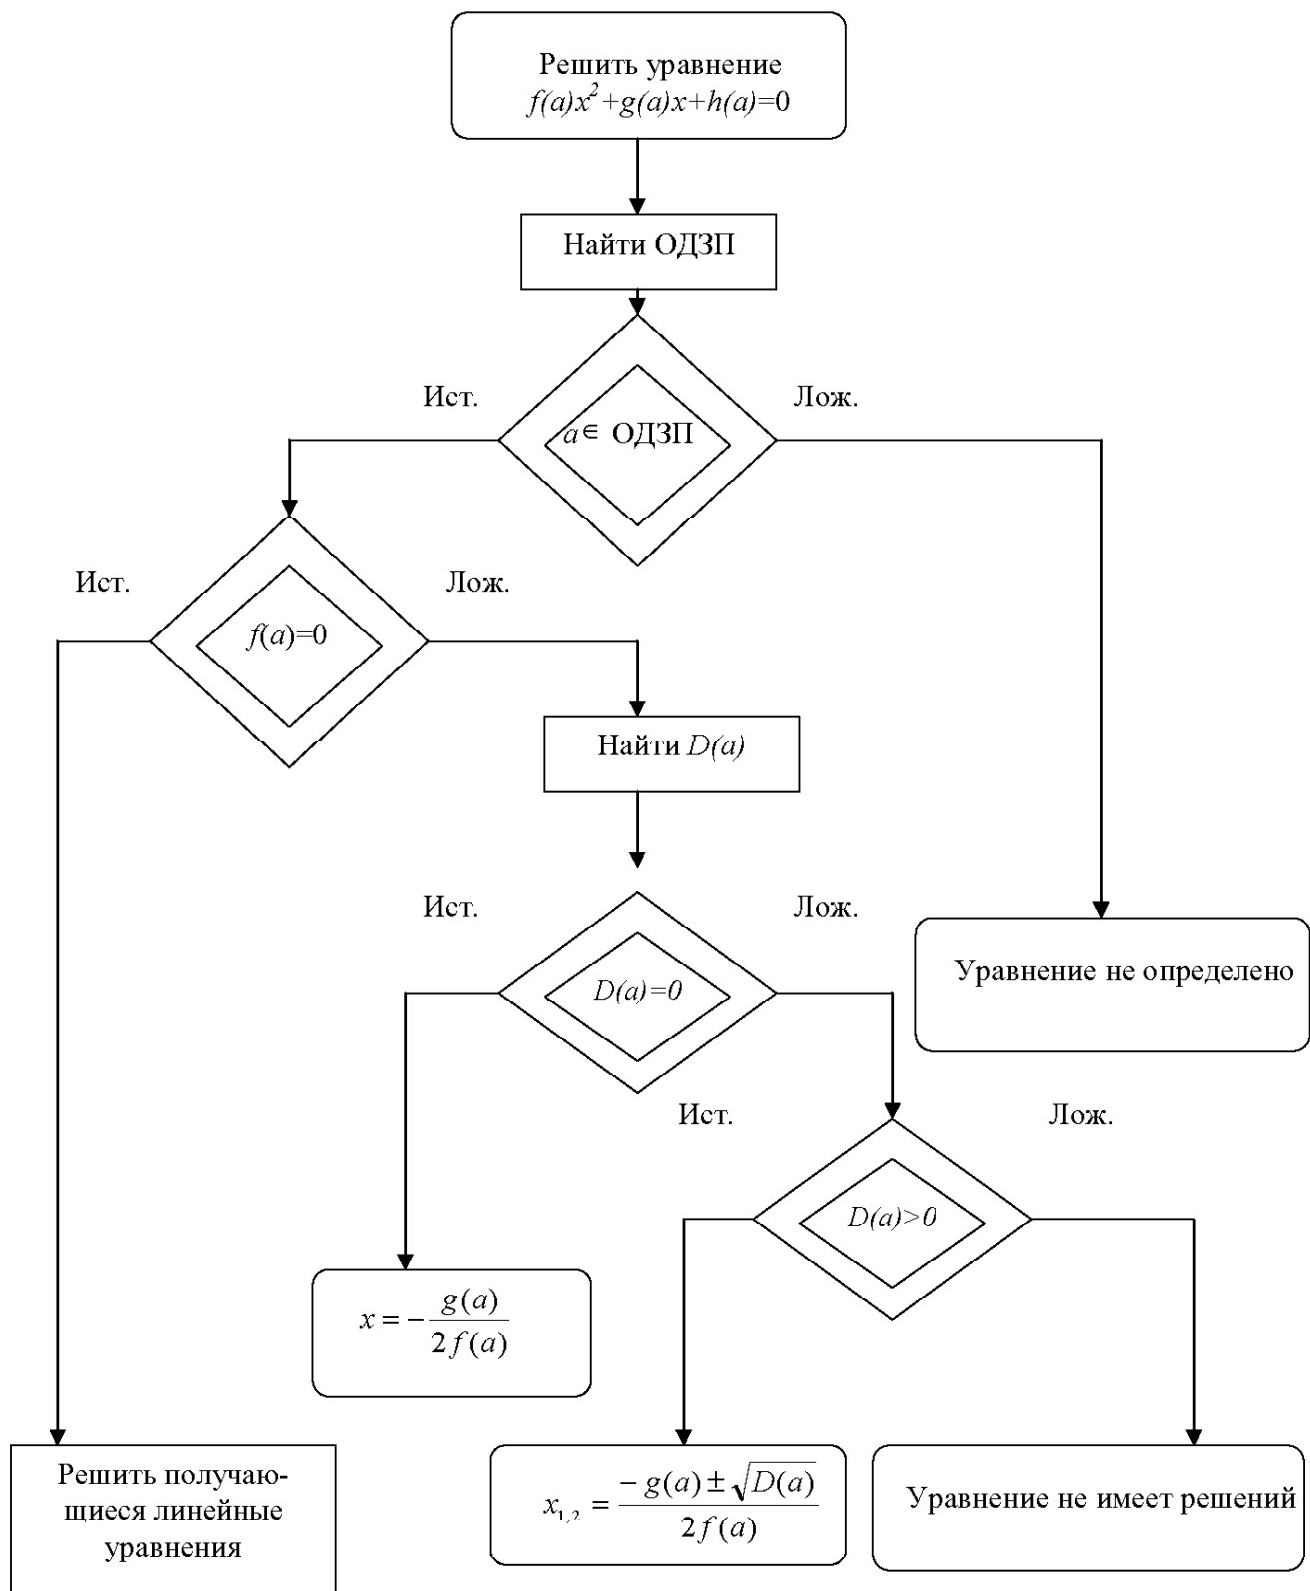 Решить уравнение
f(a)x²+g(a)x+h(a)=0
Найти ОДЗП
Ист.
Лож.
a∈ ОДЗП
Ист.
Лож.
f(a)=0
Найти D(a)
Ист.
Лож.
D(a)=0
Уравнение не определено
Ист.
Лож.
D(a)>0
x = - g(a) / 2f(a)
Решить получаю-
щиеся линейные
уравнения
x₁,₂ = (- g(a) ± √D(a)) / 2f(a)
Уравнение не имеет решений